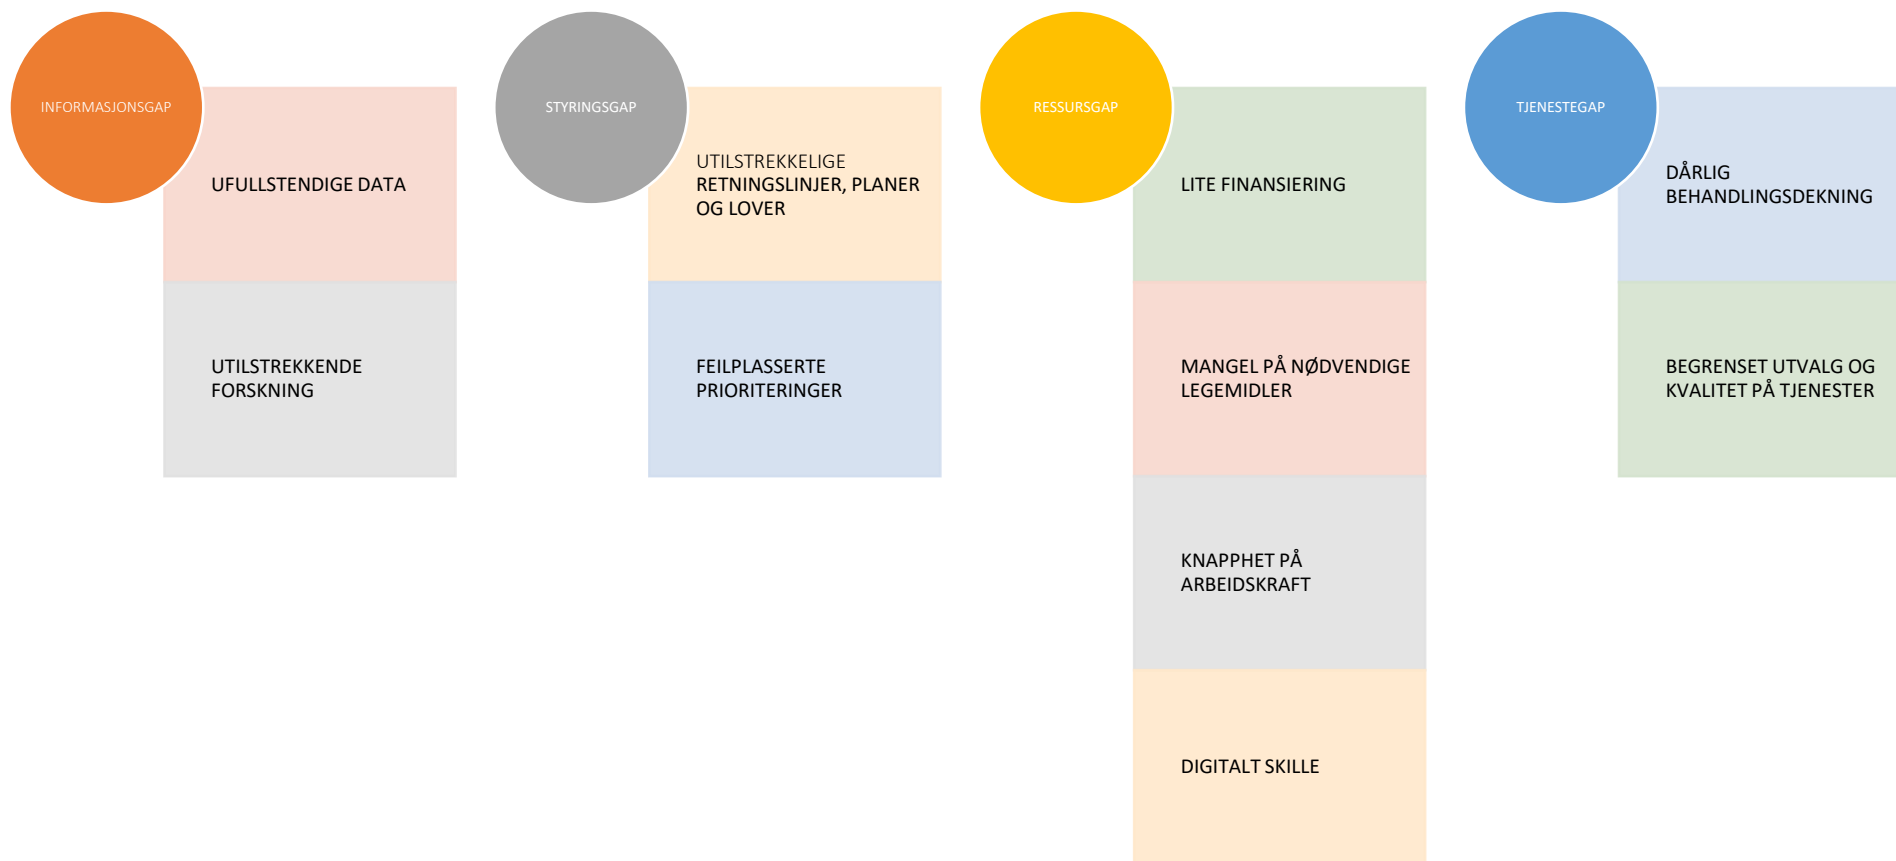 INFORMASJONSGAP
UFULLSTENDIGE DATA
UTILSTREKKENDE
FORSKNING
STYRINGSGAP
UTILSTREKKELIGE
RETNINGSLINJER, PLANER
OG LOVER
FEILPLASSERTE
PRIORITERINGER
RESSURSGAP
LITE FINANSIERING
MANGEL PÅ NØDVENDIGE
LEGEMIDLER
KNAPPHET PÅ
ARBEIDSKRAFT
DIGITALT SKILLE
TJENESTEGAP
DÅRLIG
BEHANDLINGSDEKNING
BEGRENSET UTVALG OG
KVALITET PÅ TJENESTER